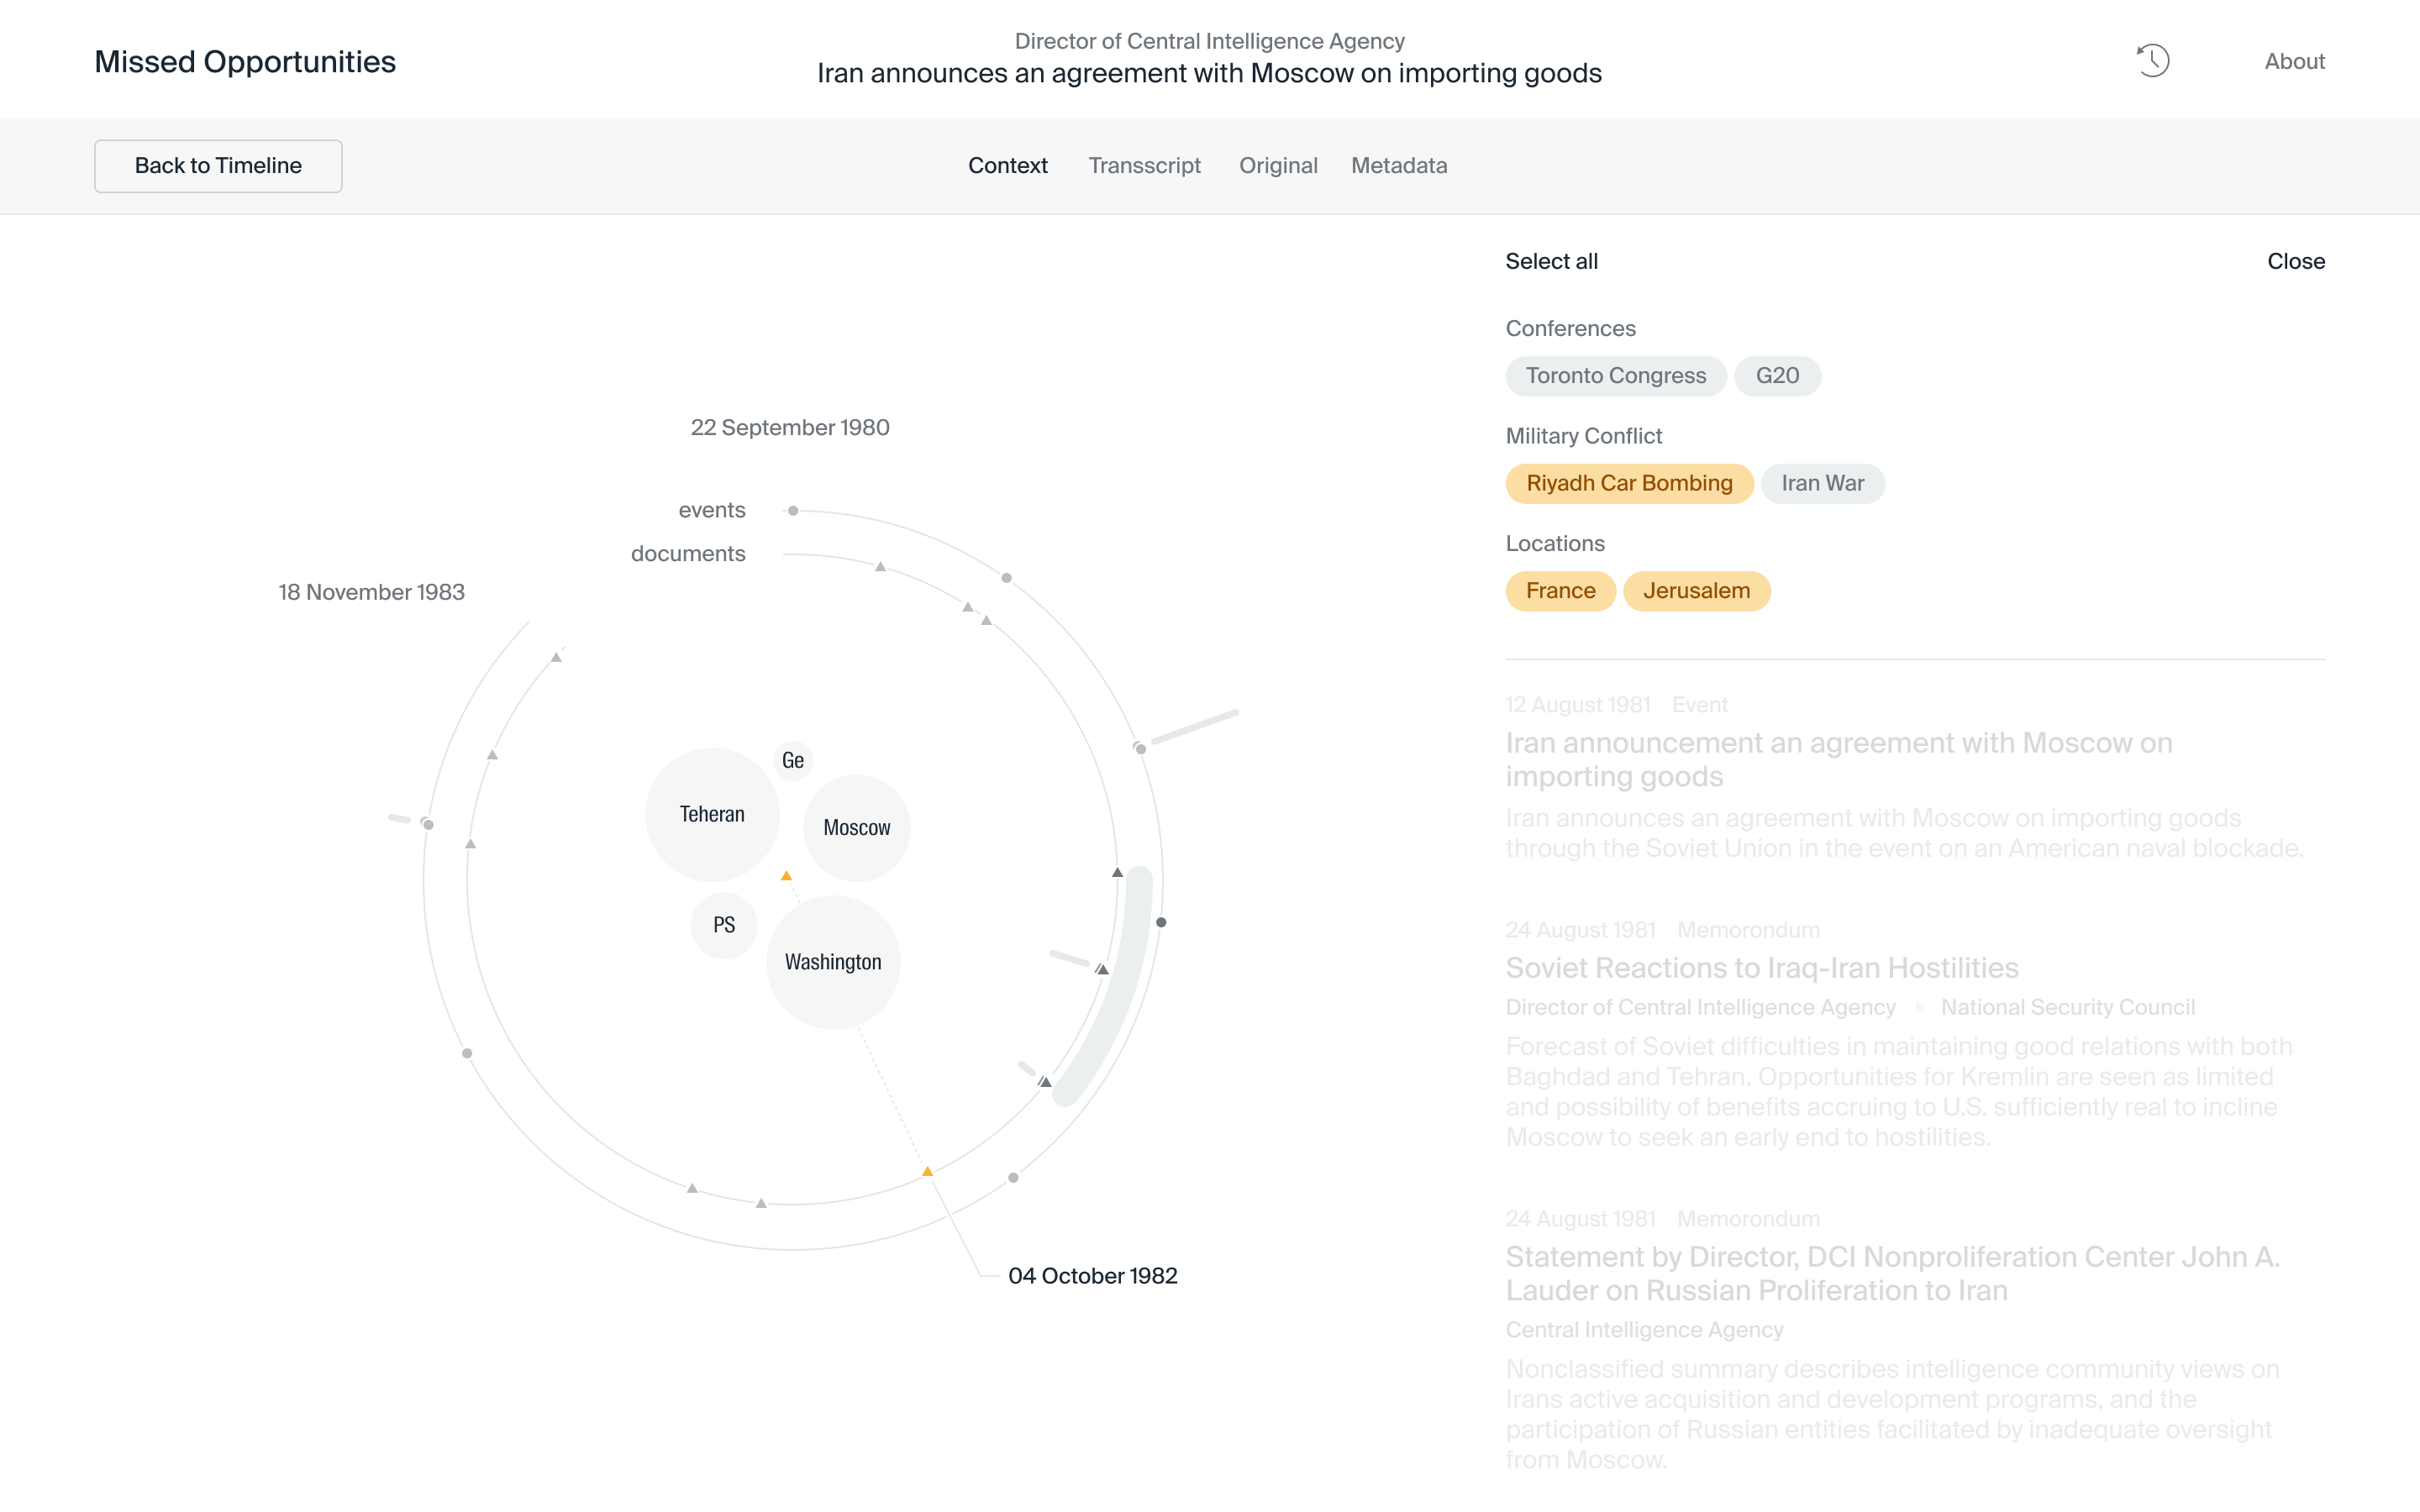 Missed Opportunities
Director of Central Intelligence Agency
Iran announces an agreement with Moscow on importing goods
About
Back to Timeline
Context
Transscript
Original
Metadata
22 September 1980
events
documents
18 November 1983
Ge
Teheran
Moscow
PS
Washington
04 October 1982
Select all
Close
Conferences
Toronto Congress
G20
Military Conflict
Riyadh Car Bombing
Iran War
Locations
France
Jerusalem
12 August 1981 Event
Iran announcement an agreement with Moscow on
importing goods
Iran announces an agreement with Moscow on importing goods
through the Soviet Union in the event on an American naval blockade.
24 August 1981 Memorondum
Soviet Reactions to Iraq-Iran Hostilities
Director of Central Intelligence Agency National Security Council
Forecast of Soviet difficulties in maintaining good relations with both
Baghdad and Tehran. Opportunities for Kremlin are seen as limited
and possibility of benefits accruing to U.S. sufficiently real to incline
Moscow to seek an early end to hostilities.
24 August 1981 Memorondum
Statement by Director, DCI Nonproliferation Center John A.
Lauder on Russian Proliferation to Iran
Central Intelligence Agency
Nonclassified summary describes intelligence community views on
Irans active acquisition and development programs, and the
participation of Russian entities facilitated by inadequate oversight
from Moscow.